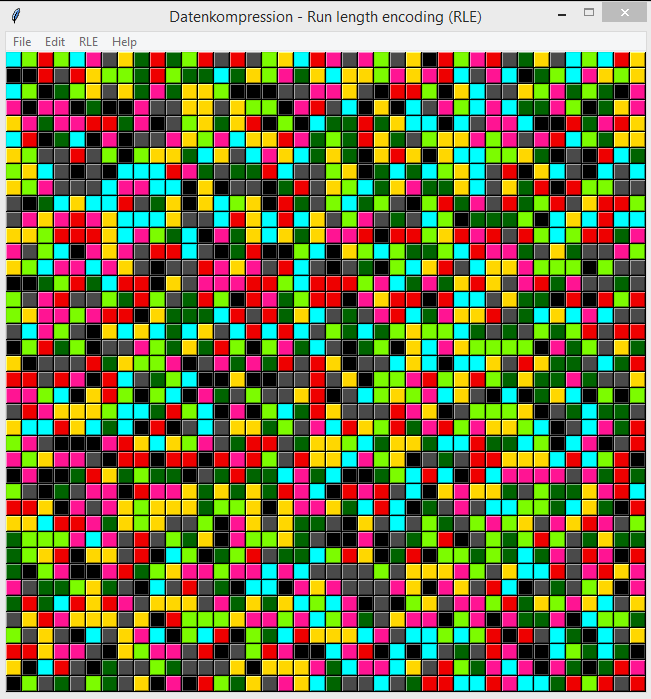 Datenkompression - Run length encoding (RLE)
File Edit RLE Help